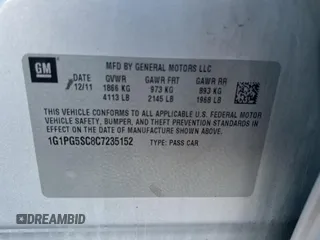 GM
MFD BY GENERAL MOTORS LLC
DATE GVWR GAWR FRT GAWR RR
12/11 1866 KG 973 KG 893 KG
4113 LB 2145 LB 1968 LB
THIS VEHICLE CONFORMS TO ALL APPLICABLE U.S. FEDERAL MOTOR
VEHICLE SAFETY, BUMPER, AND THEFT PREVENTION STANDARDS
IN EFFECT ON THE DATE OF MANUFACTURE SHOWN ABOVE.
1G1PG5SC8C7235152 TYPE: PASS CAR
DREAMBID